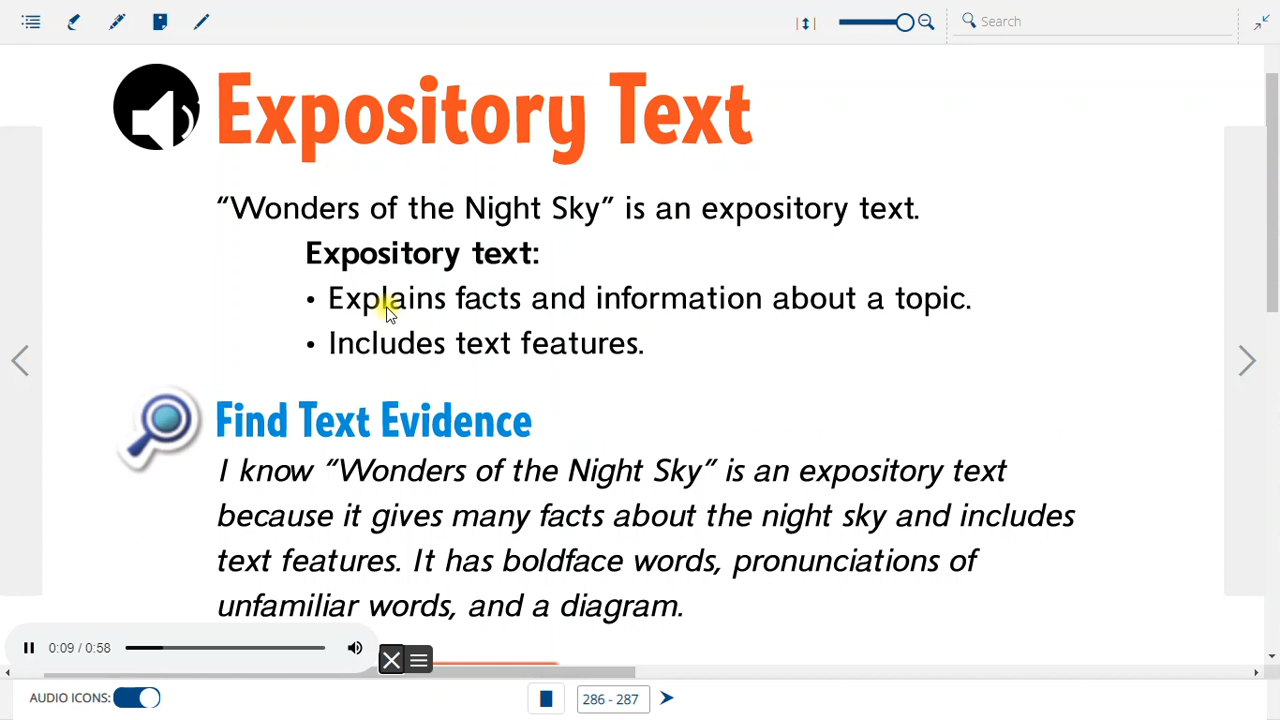 Search
Expository Text
“Wonders of the Night Sky” is an expository text.
Expository text:
• Explains facts and information about a topic.
• Includes text features.
Find Text Evidence
I know “Wonders of the Night Sky” is an expository text
because it gives many facts about the night sky and includes
text features. It has boldface words, pronunciations of
unfamiliar words, and a diagram.
0:09 / 0:58
AUDIO ICONS:
286 - 287